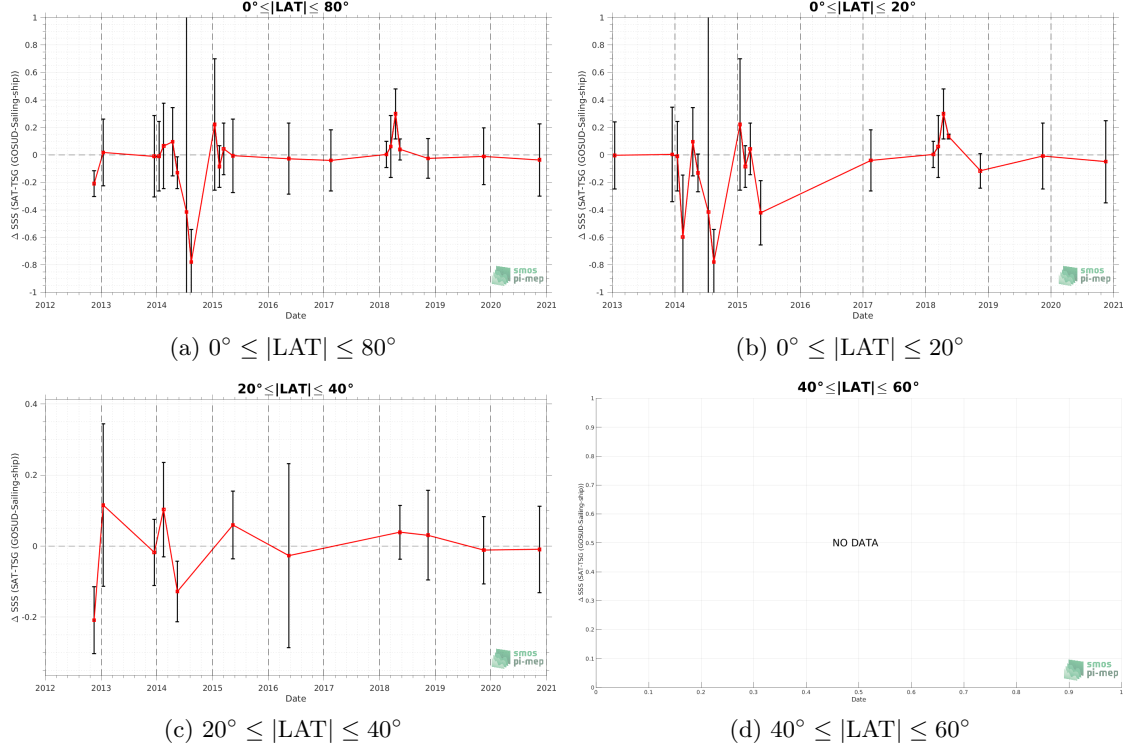 0°≤|LAT|≤ 80°
Δ SSS (SAT-TSG (GOSUD-Sailing-ship))
1
0.8
0.6
0.4
0.2
0
-0.2
-0.4
-0.6
-0.8
-1
2012 2013 2014 2015 2016 2017 2018 2019 2020 2021
Date
smos
pi-mep
(a) 0° ≤ |LAT| ≤ 80°
0°≤|LAT|≤ 20°
Δ SSS (SAT-TSG (GOSUD-Sailing-ship))
1
0.8
0.6
0.4
0.2
0
-0.2
-0.4
-0.6
-0.8
-1
2013 2014 2015 2016 2017 2018 2019 2020 2021
Date
smos
pi-mep
(b) 0° ≤ |LAT| ≤ 20°
20°≤|LAT|≤ 40°
Δ SSS (SAT-TSG (GOSUD-Sailing-ship))
0.4
0.2
0
-0.2
2012 2013 2014 2015 2016 2017 2018 2019 2020 2021
Date
smos
pi-mep
(c) 20° ≤ |LAT| ≤ 40°
40°≤|LAT|≤ 60°
Δ SSS (SAT-TSG (GOSUD-Sailing-ship))
1
0.9
0.8
0.7
0.6
0.5
0.4
0.3
0.2
0.1
0
NO DATA
0 0.1 0.2 0.3 0.4 0.5 0.6 0.7 0.8 0.9 1
Date
smos
pi-mep
(d) 40° ≤ |LAT| ≤ 60°